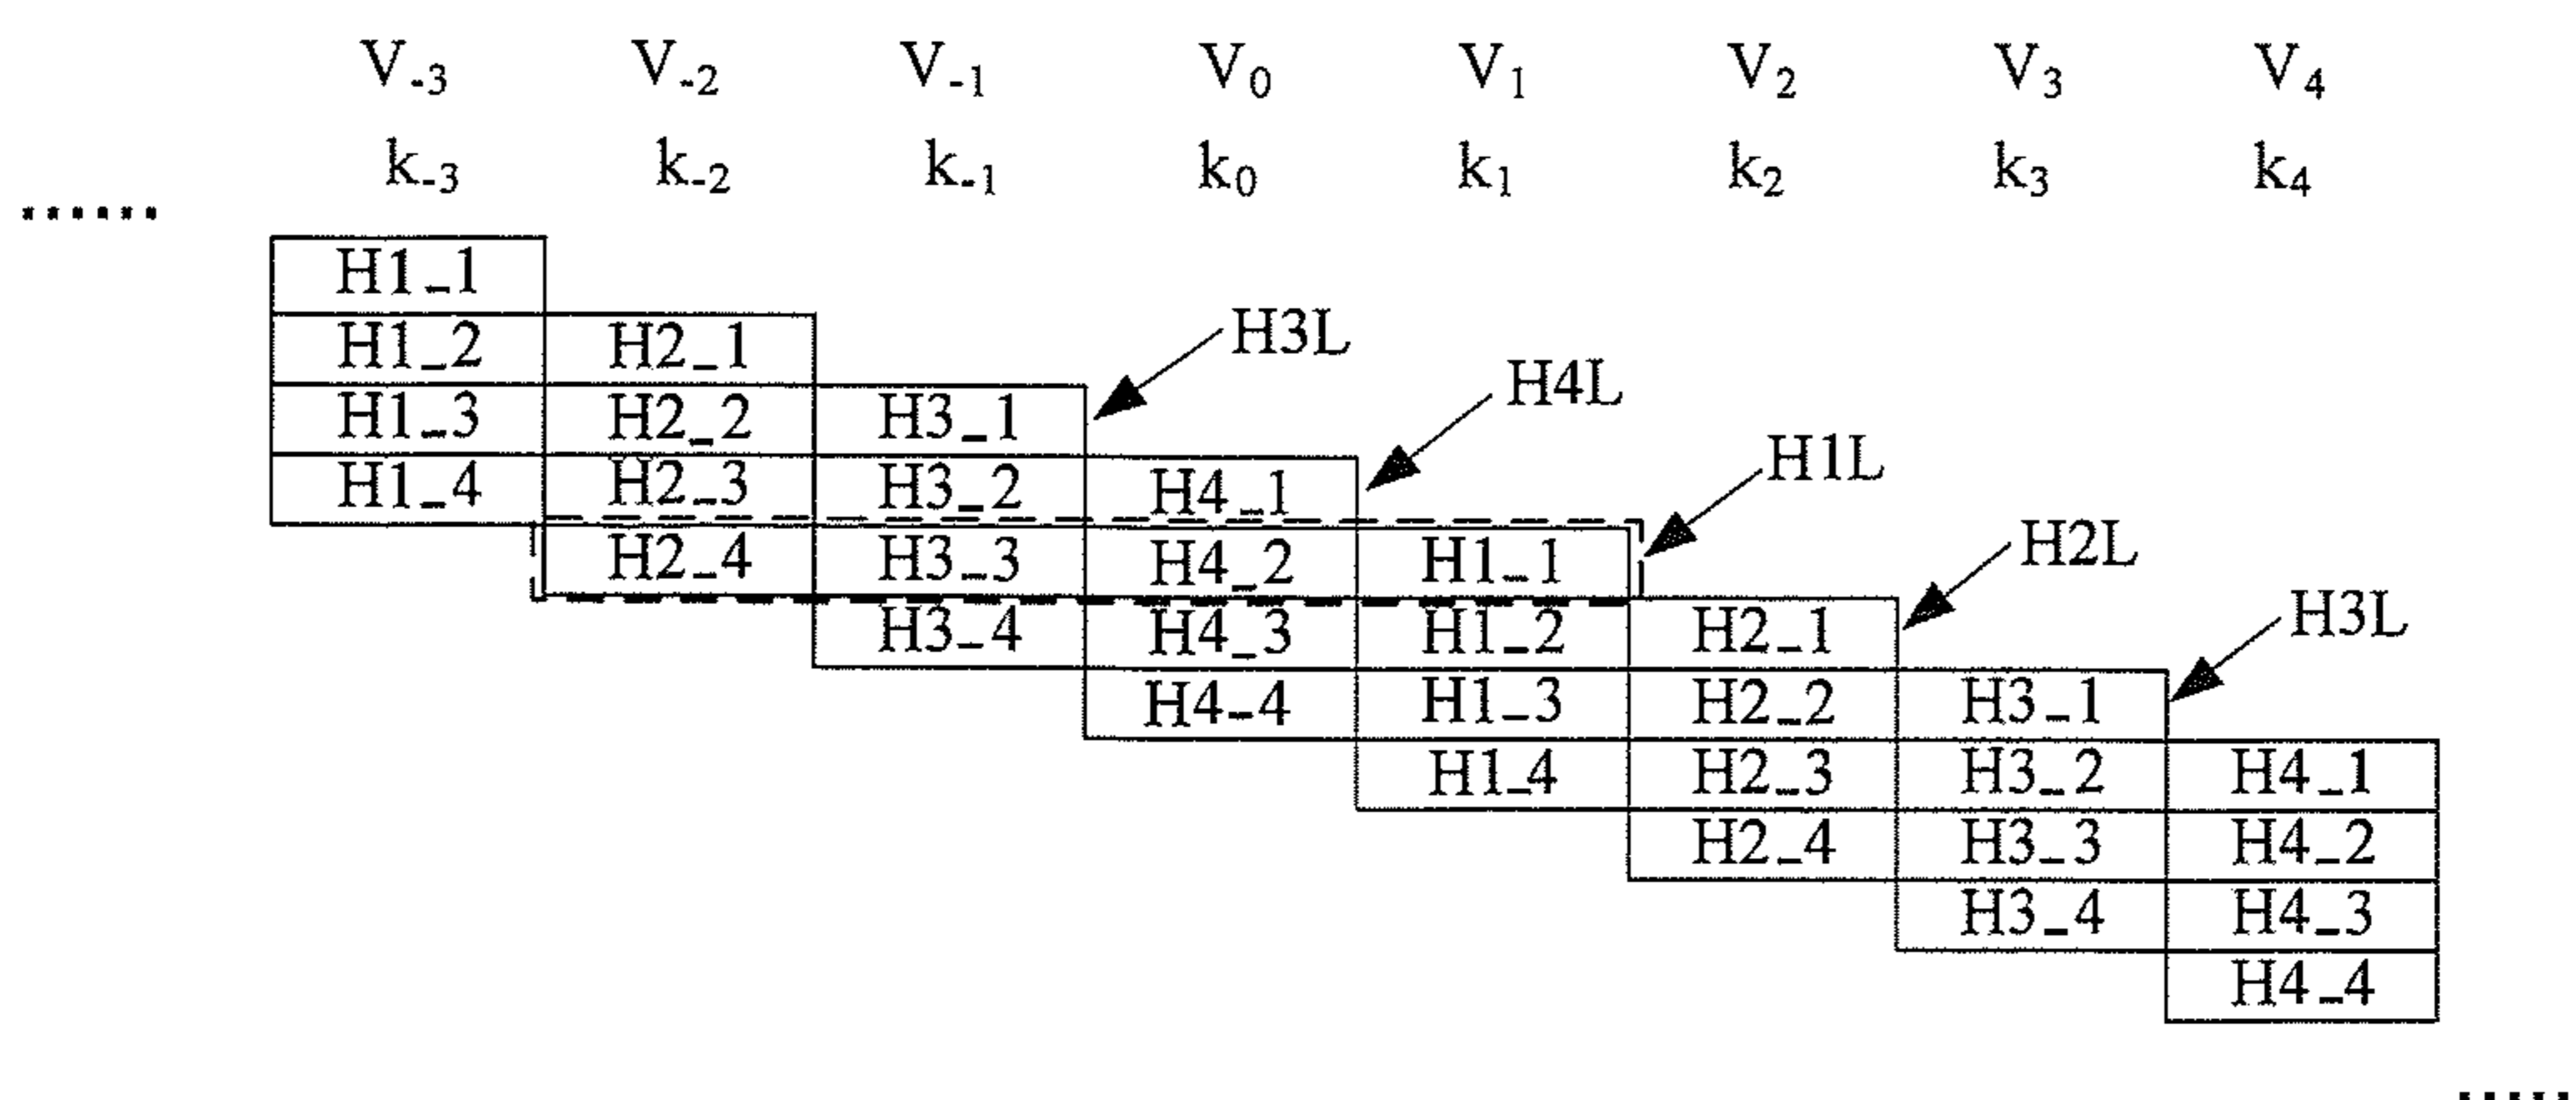 V-3 V-2 V-1 V0 V1 V2 V3 V4
k-3 k-2 k-1 k0 k1 k2 k3 k4
......
H1_1
H1_2 H2_1 H3L
H1_3 H2_2 H3_1 H4L
H1_4 H2_3 H3_2 H4_1 H1L
H2_4 H3_3 H4_2 H1_1 H2L
H3_4 H4_3 H1_2 H2_1 H3L
H4_4 H1_3 H2_2 H3_1
H1_4 H2_3 H3_2 H4_1
H2_4 H3_3 H4_2
H3_4 H4_3
H4_4
.....